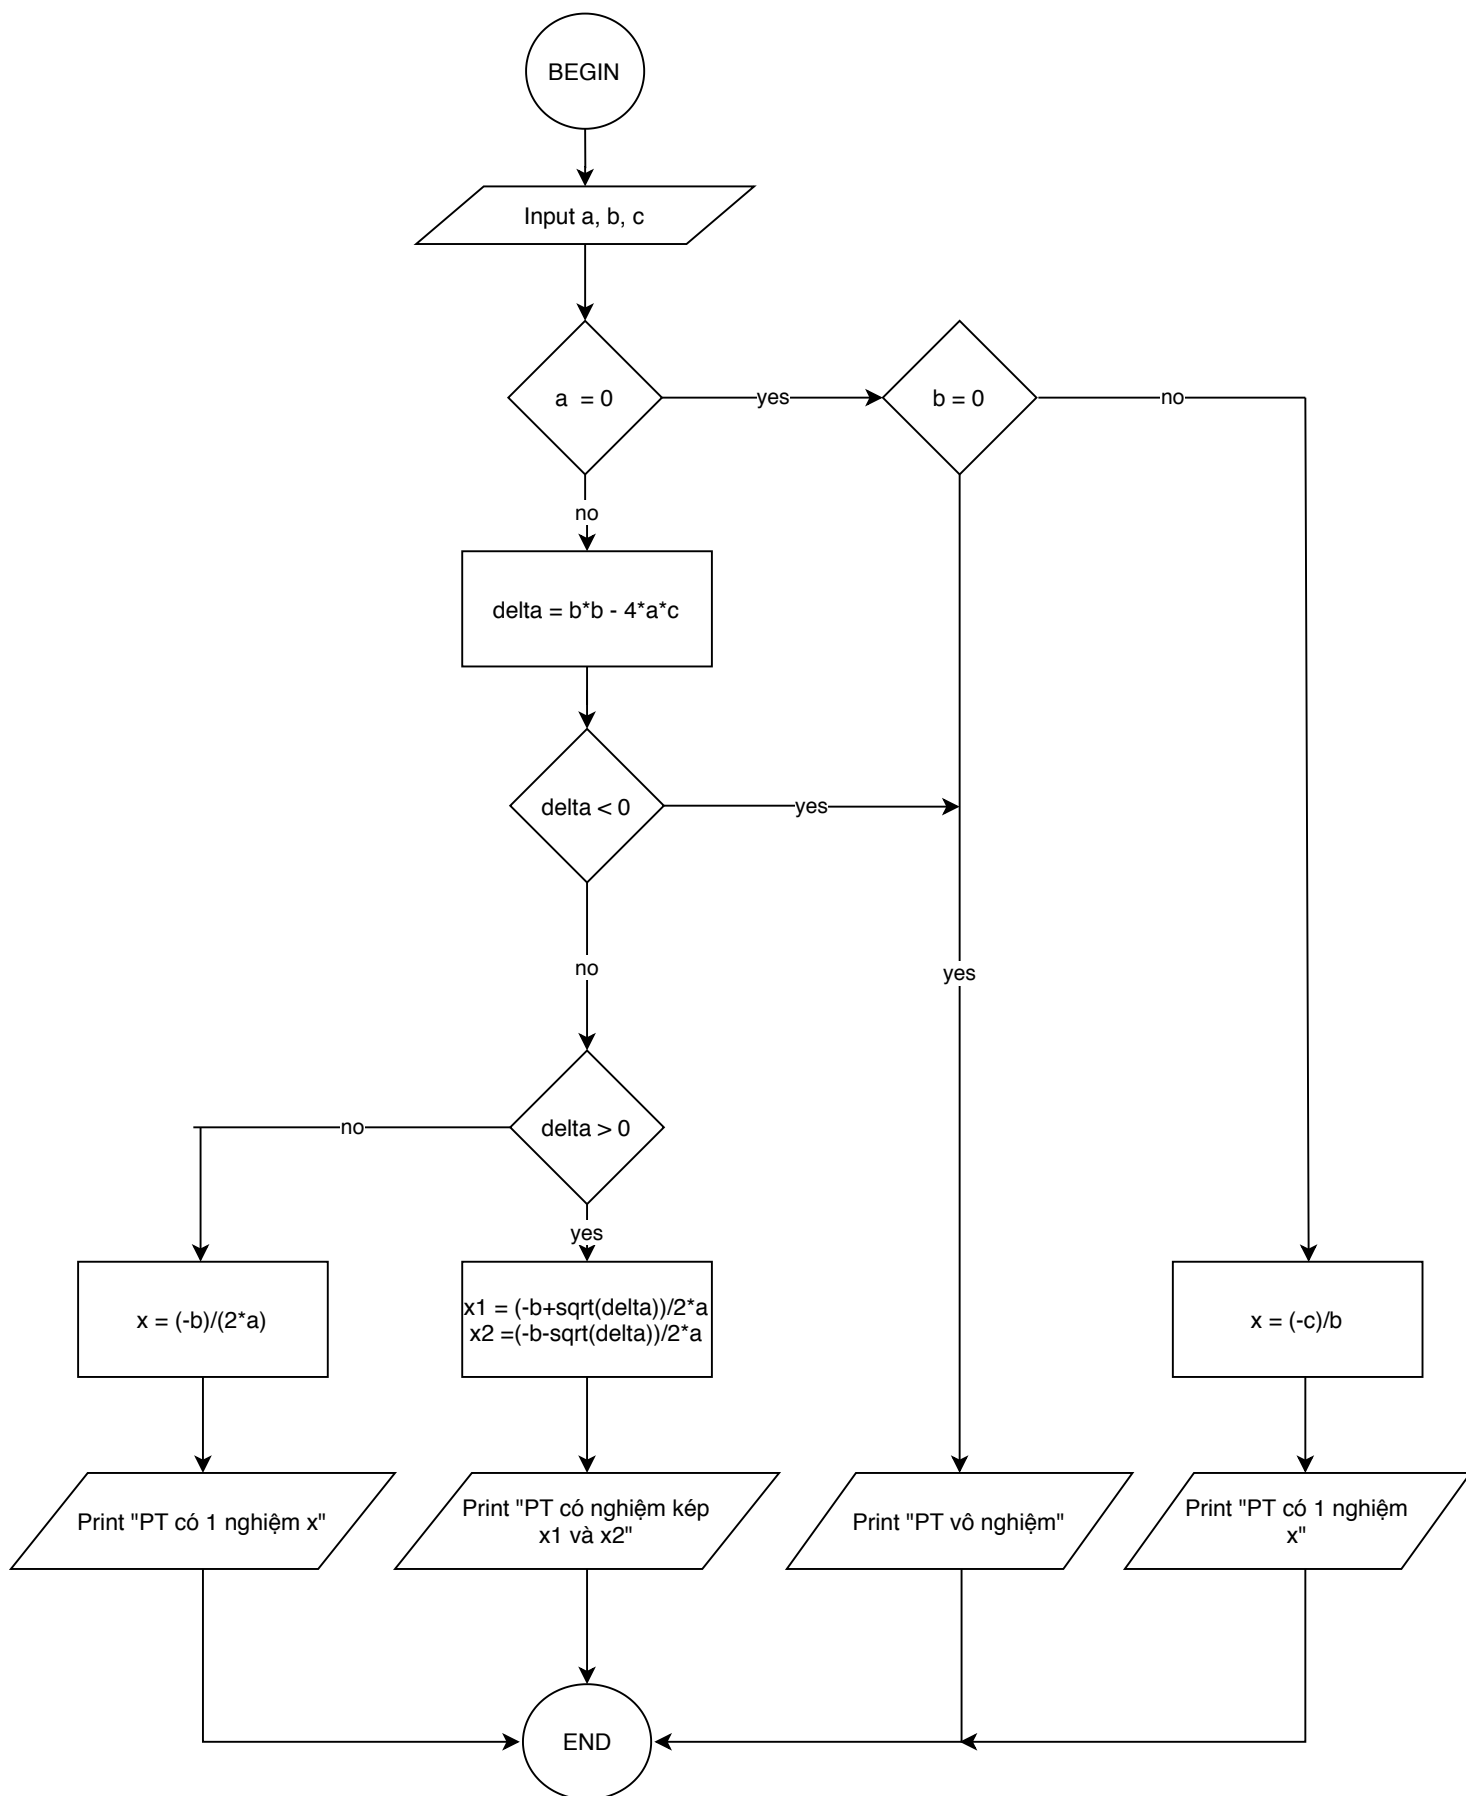 BEGIN
Input a, b, c
a  = 0
yes
b = 0
no
no
delta = b*b - 4*a*c
delta < 0
yes
no
yes
delta > 0
no
yes
x = (-b)/(2*a)
x1 = (-b+sqrt(delta))/2*a
x2 =(-b-sqrt(delta))/2*a
x = (-c)/b
Print "PT có 1 nghiệm x"
Print "PT có nghiệm kép
x1 và x2"
Print "PT vô nghiệm"
Print "PT có 1 nghiệm
x"
END